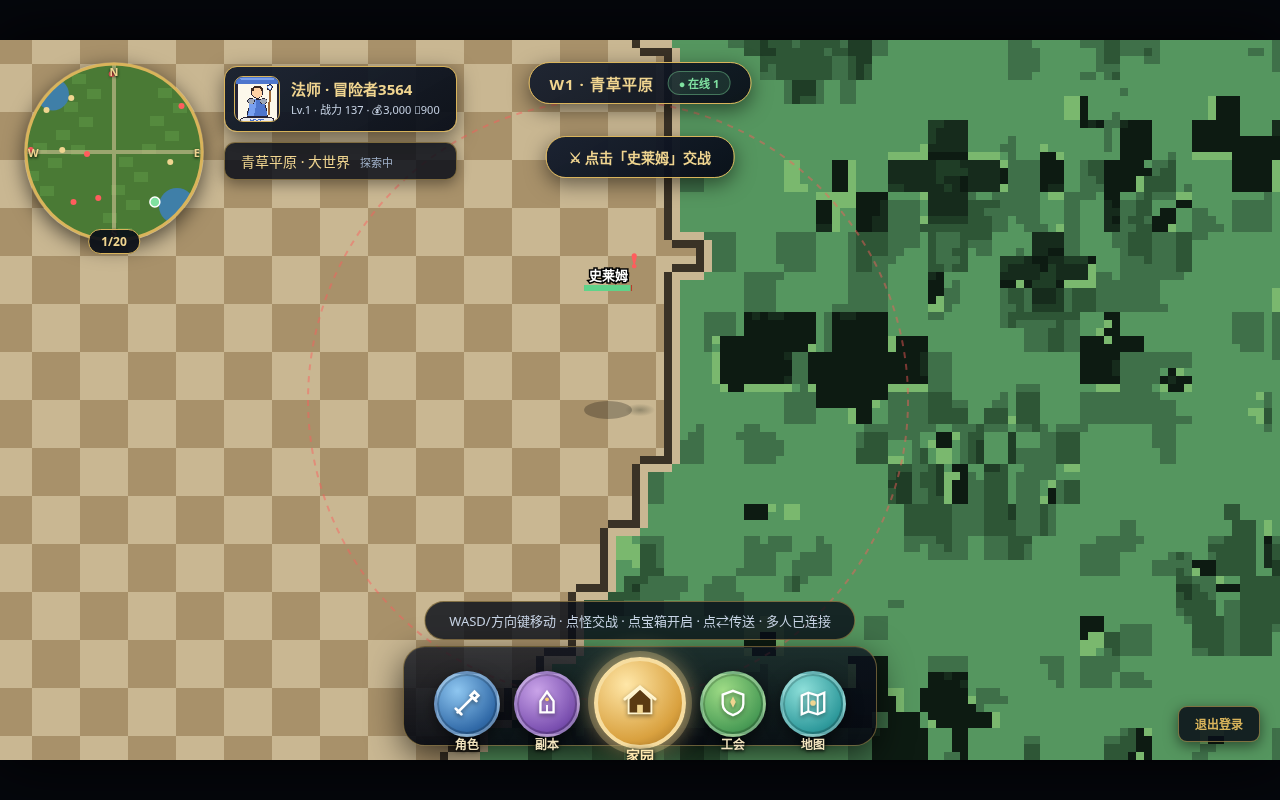 N
W
E
1/20
法师 · 冒险者3564
Lv.1 · 战力 137 · 💰3,000 900
青草平原 · 大世界 探索中
W1 · 青草平原 ● 在线 1
⚔ 点击「史莱姆」交战
史莱姆
WASD/方向键移动 · 点怪交战 · 点宝箱开启 · 点⇄传送 · 多人已连接
角色
副本
家园
工会
地图
退出登录